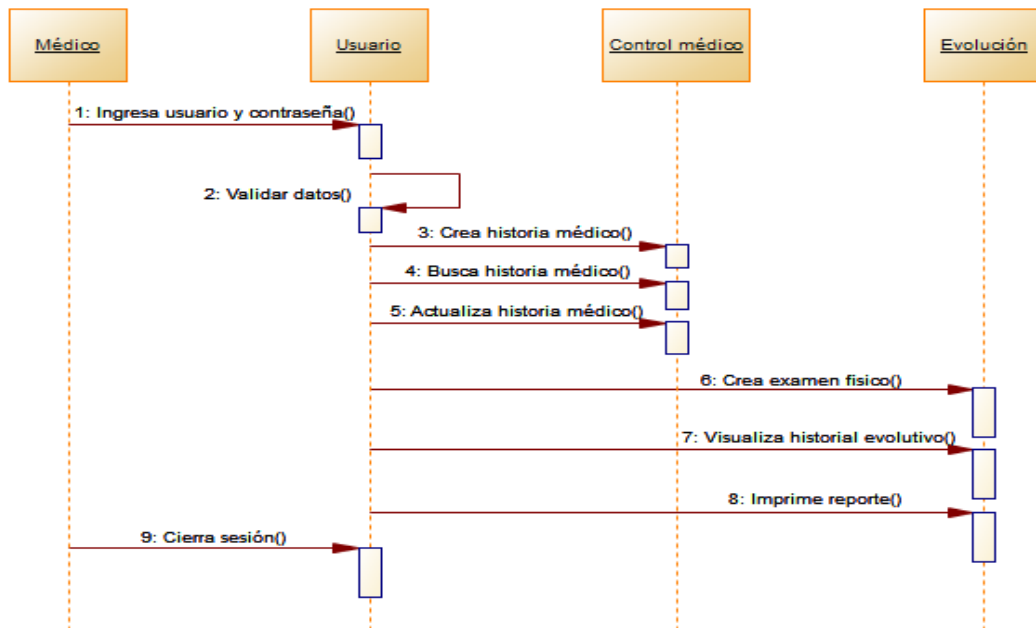 Médico
Usuario
Control médico
Evolución
1: Ingresa usuario y contraseña()
2: Validar datos()
3: Crea historia médico()
4: Busca historia médico()
5: Actualiza historia médico()
6: Crea examen fisico()
7: Visualiza historial evolutivo()
8: Imprime reporte()
9: Cierra sesión()